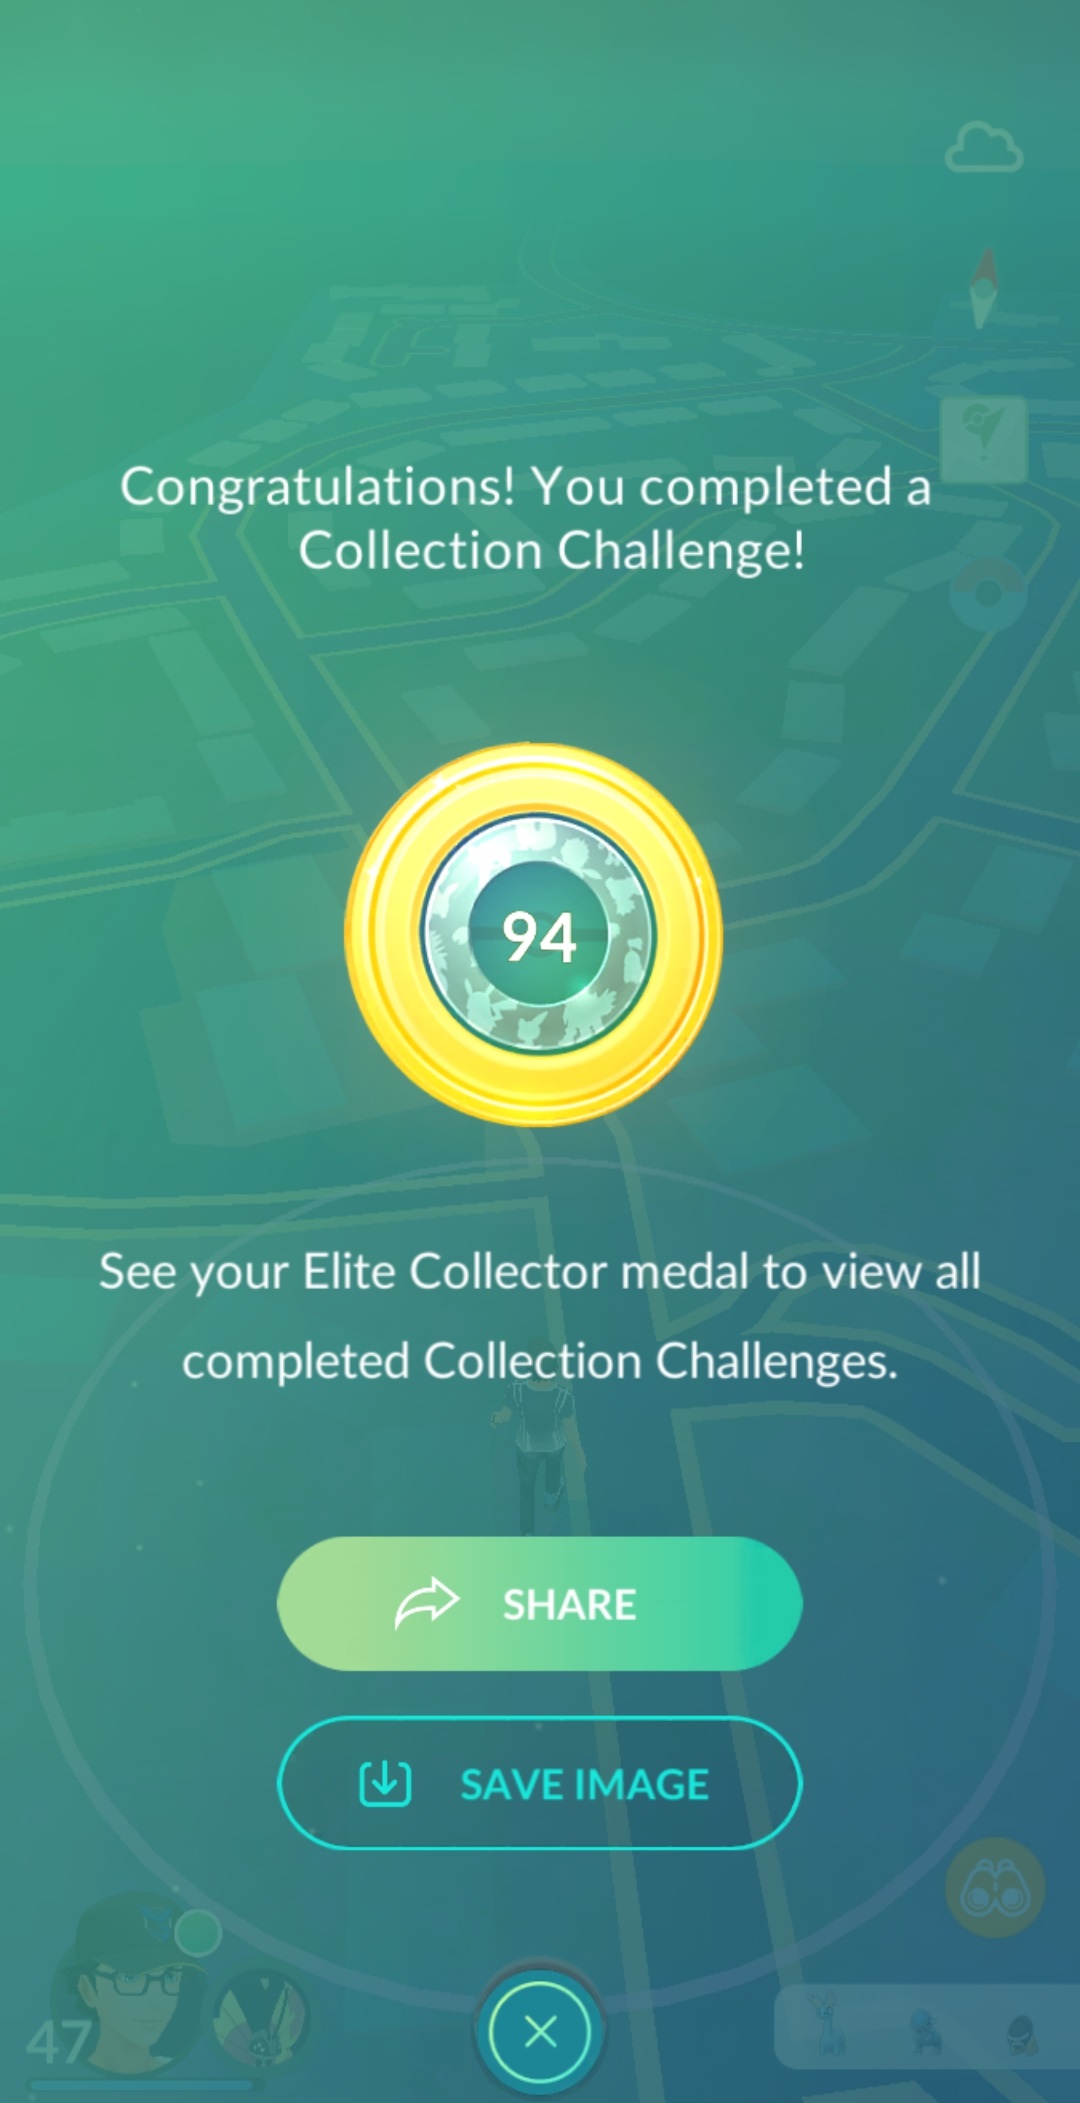 Congratulations! You completed a
Collection Challenge!
94
See your Elite Collector medal to view all
completed Collection Challenges.
SHARE
SAVE IMAGE
47